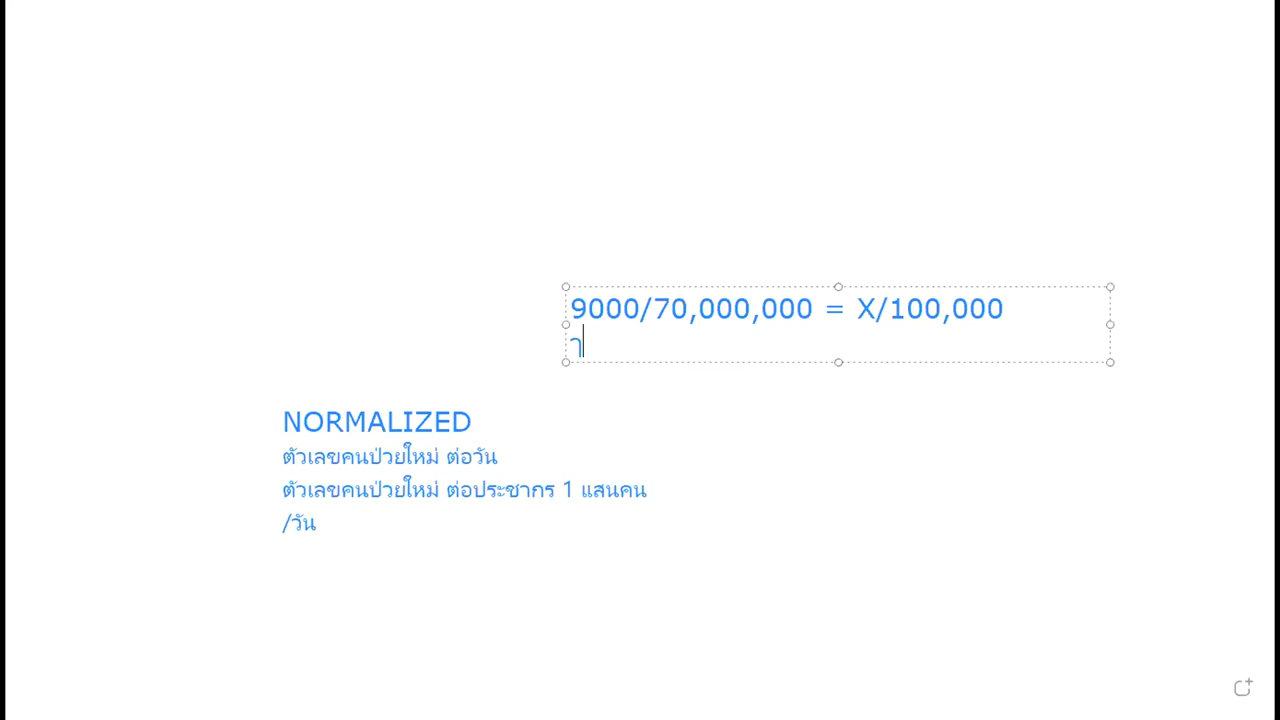 9000/70,000,000 = X/100,000
า
NORMALIZED
ตัวเลขคนป่วยใหม่ ต่อวัน
ตัวเลขคนป่วยใหม่ ต่อประชากร 1 แสนคน
/วัน